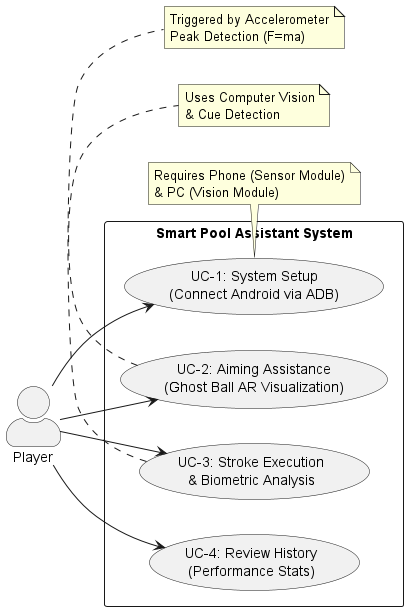 Triggered by Accelerometer
Peak Detection (F=ma)
Uses Computer Vision
& Cue Detection
Requires Phone (Sensor Module)
& PC (Vision Module)
Smart Pool Assistant System
UC-1: System Setup
(Connect Android via ADB)
UC-2: Aiming Assistance
(Ghost Ball AR Visualization)
UC-3: Stroke Execution
& Biometric Analysis
UC-4: Review History
(Performance Stats)
Player